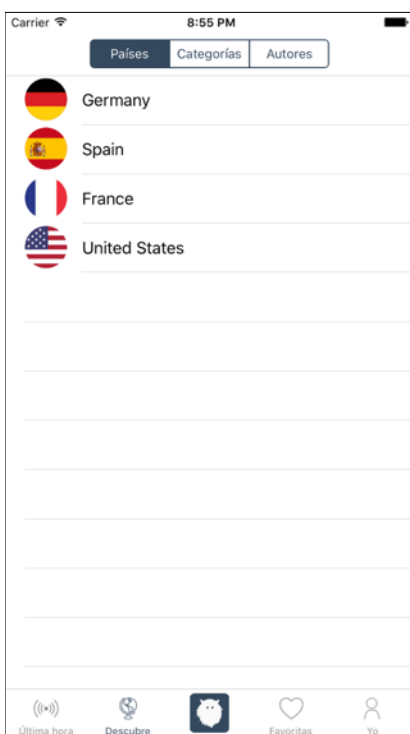 Carrier 8:55 PM
Países Categorías Autores
Germany
Spain
France
United States
Última hora Descubre Favoritas Yo